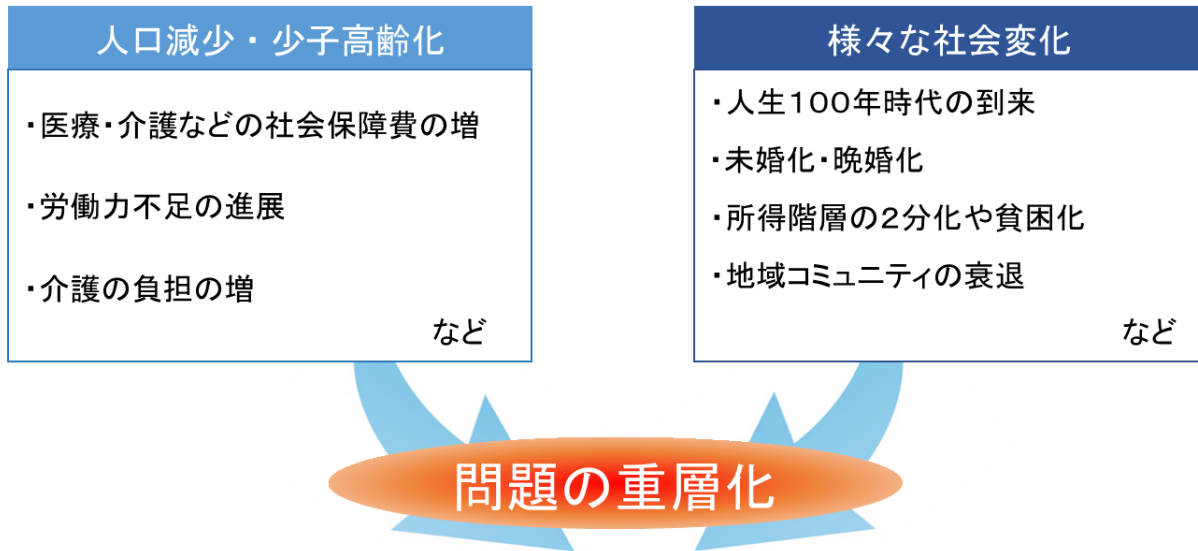 人口減少・少子高齢化
・医療・介護などの社会保障費の増
・労働力不足の進展
・介護の負担の増
など
様々な社会変化
・人生100年時代の到来
・未婚化・晩婚化
・所得階層の2分化や貧困化
・地域コミュニティの衰退
など
問題の重層化